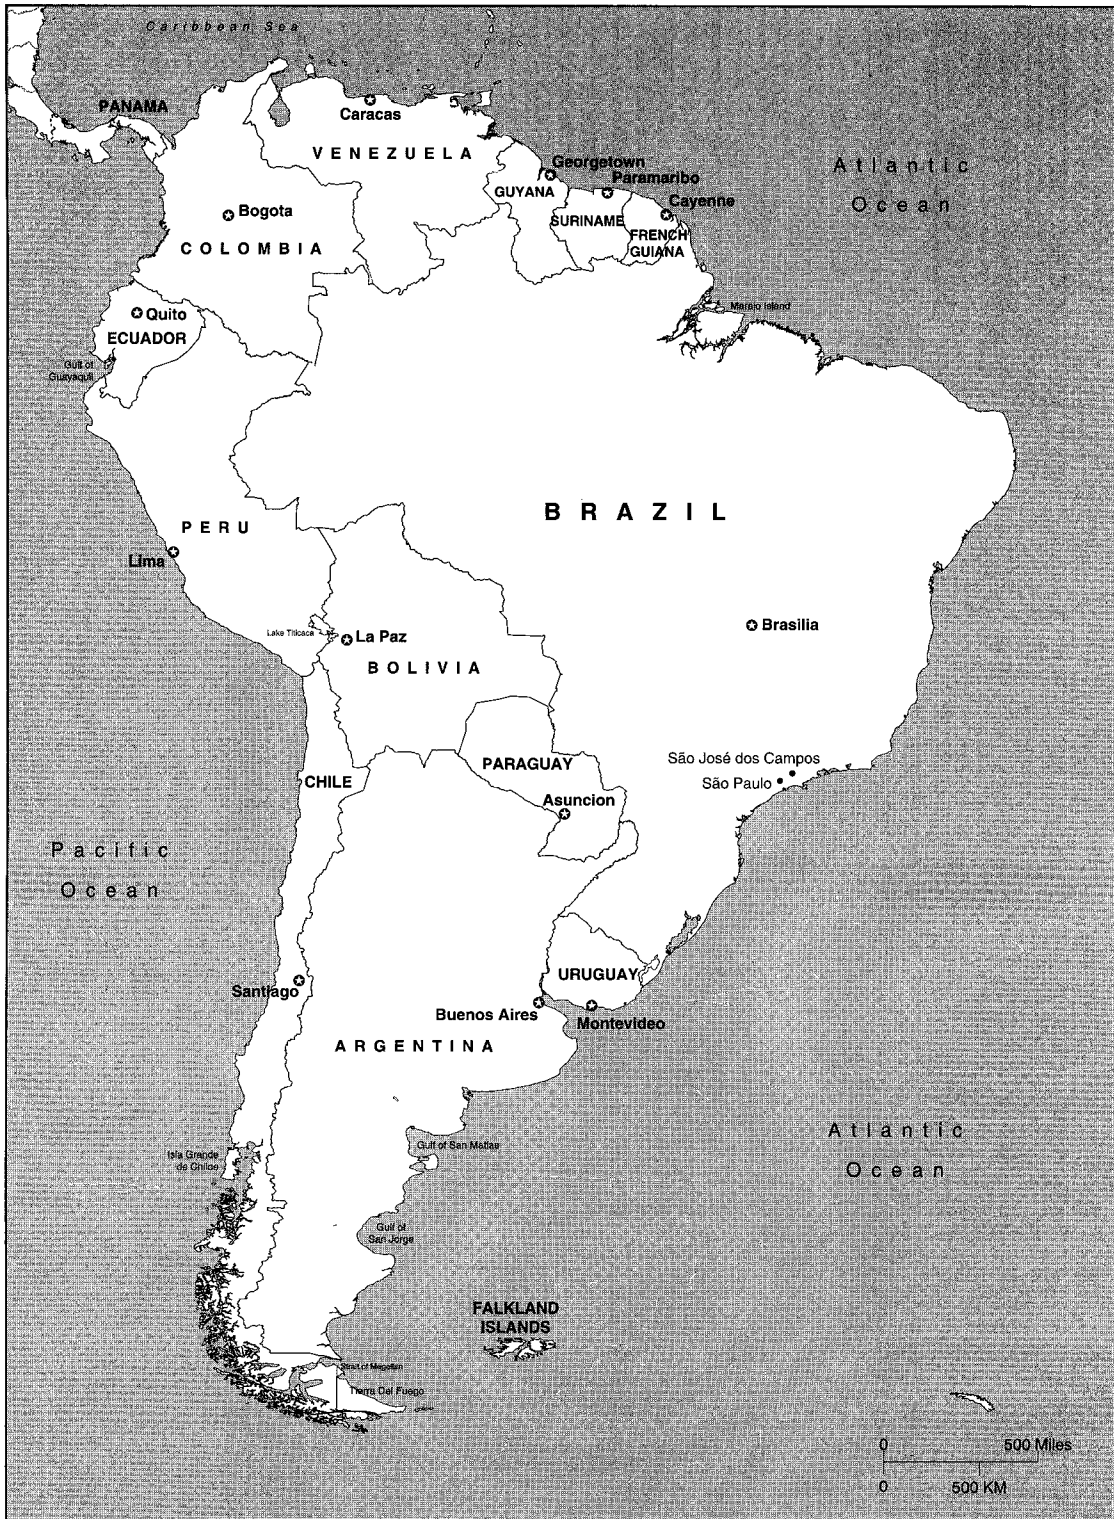 Caribbean Sea
PANAMA
Caracas
VENEZUELA
Georgetown
Paramaribo
GUYANA
Cayenne
SURINAME
FRENCH
GUIANA
Atlantic
Ocean
Bogota
COLOMBIA
Quito
ECUADOR
Marajo Island
Gulf of
Guayaquil
BRAZIL
PERU
Lima
Lake Titicaca
La Paz
Brasilia
BOLIVIA
São José dos Campos
São Paulo
PARAGUAY
CHILE
Asuncion
Pacific
Ocean
URUGUAY
Santiago
Buenos Aires
Montevideo
ARGENTINA
Atlantic
Ocean
Gulf of San Matias
Isla Grande
de Chiloe
Gulf of
San Jorge
FALKLAND
ISLANDS
Strait of Magellan
Tierra Del Fuego
0 500 Miles
0 500 KM